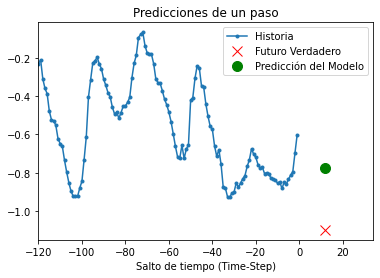 Predicciones de un paso
Historia
Futuro Verdadero
Predicción del Modelo
−0.2
−0.4
−0.6
−0.8
−1.0
−120 −100 −80 −60 −40 −20 0 20
Salto de tiempo (Time-Step)